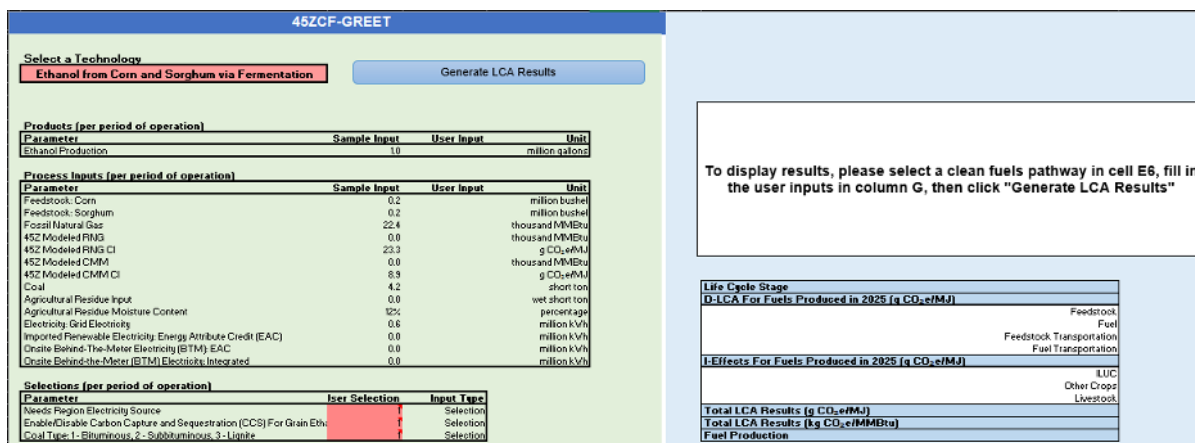 45ZCF-GREET
Select a Technology
Ethanol from Corn and Sorghum via Fermentation
Generate LCA Results
Products (per period of operation)
Parameter Sample Input User Input Unit
Ethanol Production 1.0 million gallons
Process Inputs (per period of operation)
Parameter Sample Input User Input Unit
Feedstock: Corn 0.2 million bushel
Feedstock: Sorghum 0.2 million bushel
Fossil Natural Gas 22.4 thousand MMBtu
45Z Modeled RNG 0.0 thousand MMBtu
45Z Modeled RNG CI 23.3 g CO₂e/MJ
45Z Modeled CMM 0.0 thousand MMBtu
45Z Modeled CMM CI 8.9 g CO₂e/MJ
Coal 4.2 short ton
Agricultural Residue Input 0.0 wet short ton
Agricultural Residue Moisture Content 12% percentage
Electricity: Grid Electricity 0.6 million kWh
Imported Renewable Electricity: Energy Attribute Credit (EAC) 0.0 million kWh
Onsite Behind-The-Meter Electricity (BTM): EAC 0.0 million kWh
Onsite Behind-the-Meter (BTM) Electricity: Integrated 0.0 million kWh
Selections (per period of operation)
Parameter Iser Selection Input Type
Needs Region Electricity Source 1 Selection
Enable/Disable Carbon Capture and Sequestration (CCS) For Grain Etha 1 Selection
Coal Type: 1 - Bituminous, 2 - Subbituminous, 3 - Lignite 1 Selection
To display results, please select a clean fuels pathway in cell E6, fill in
the user inputs in column G, then click "Generate LCA Results"
Life Cycle Stage
D-LCA For Fuels Produced in 2025 (g CO₂e/MJ)
Feedstock
Fuel
Feedstock Transportation
Fuel Transportation
I-Effects For Fuels Produced in 2025 (g CO₂e/MJ)
ILUC
Other Crops
Livestock
Total LCA Results (g CO₂e/MJ)
Total LCA Results (kg CO₂e/MMBtu)
Fuel Production